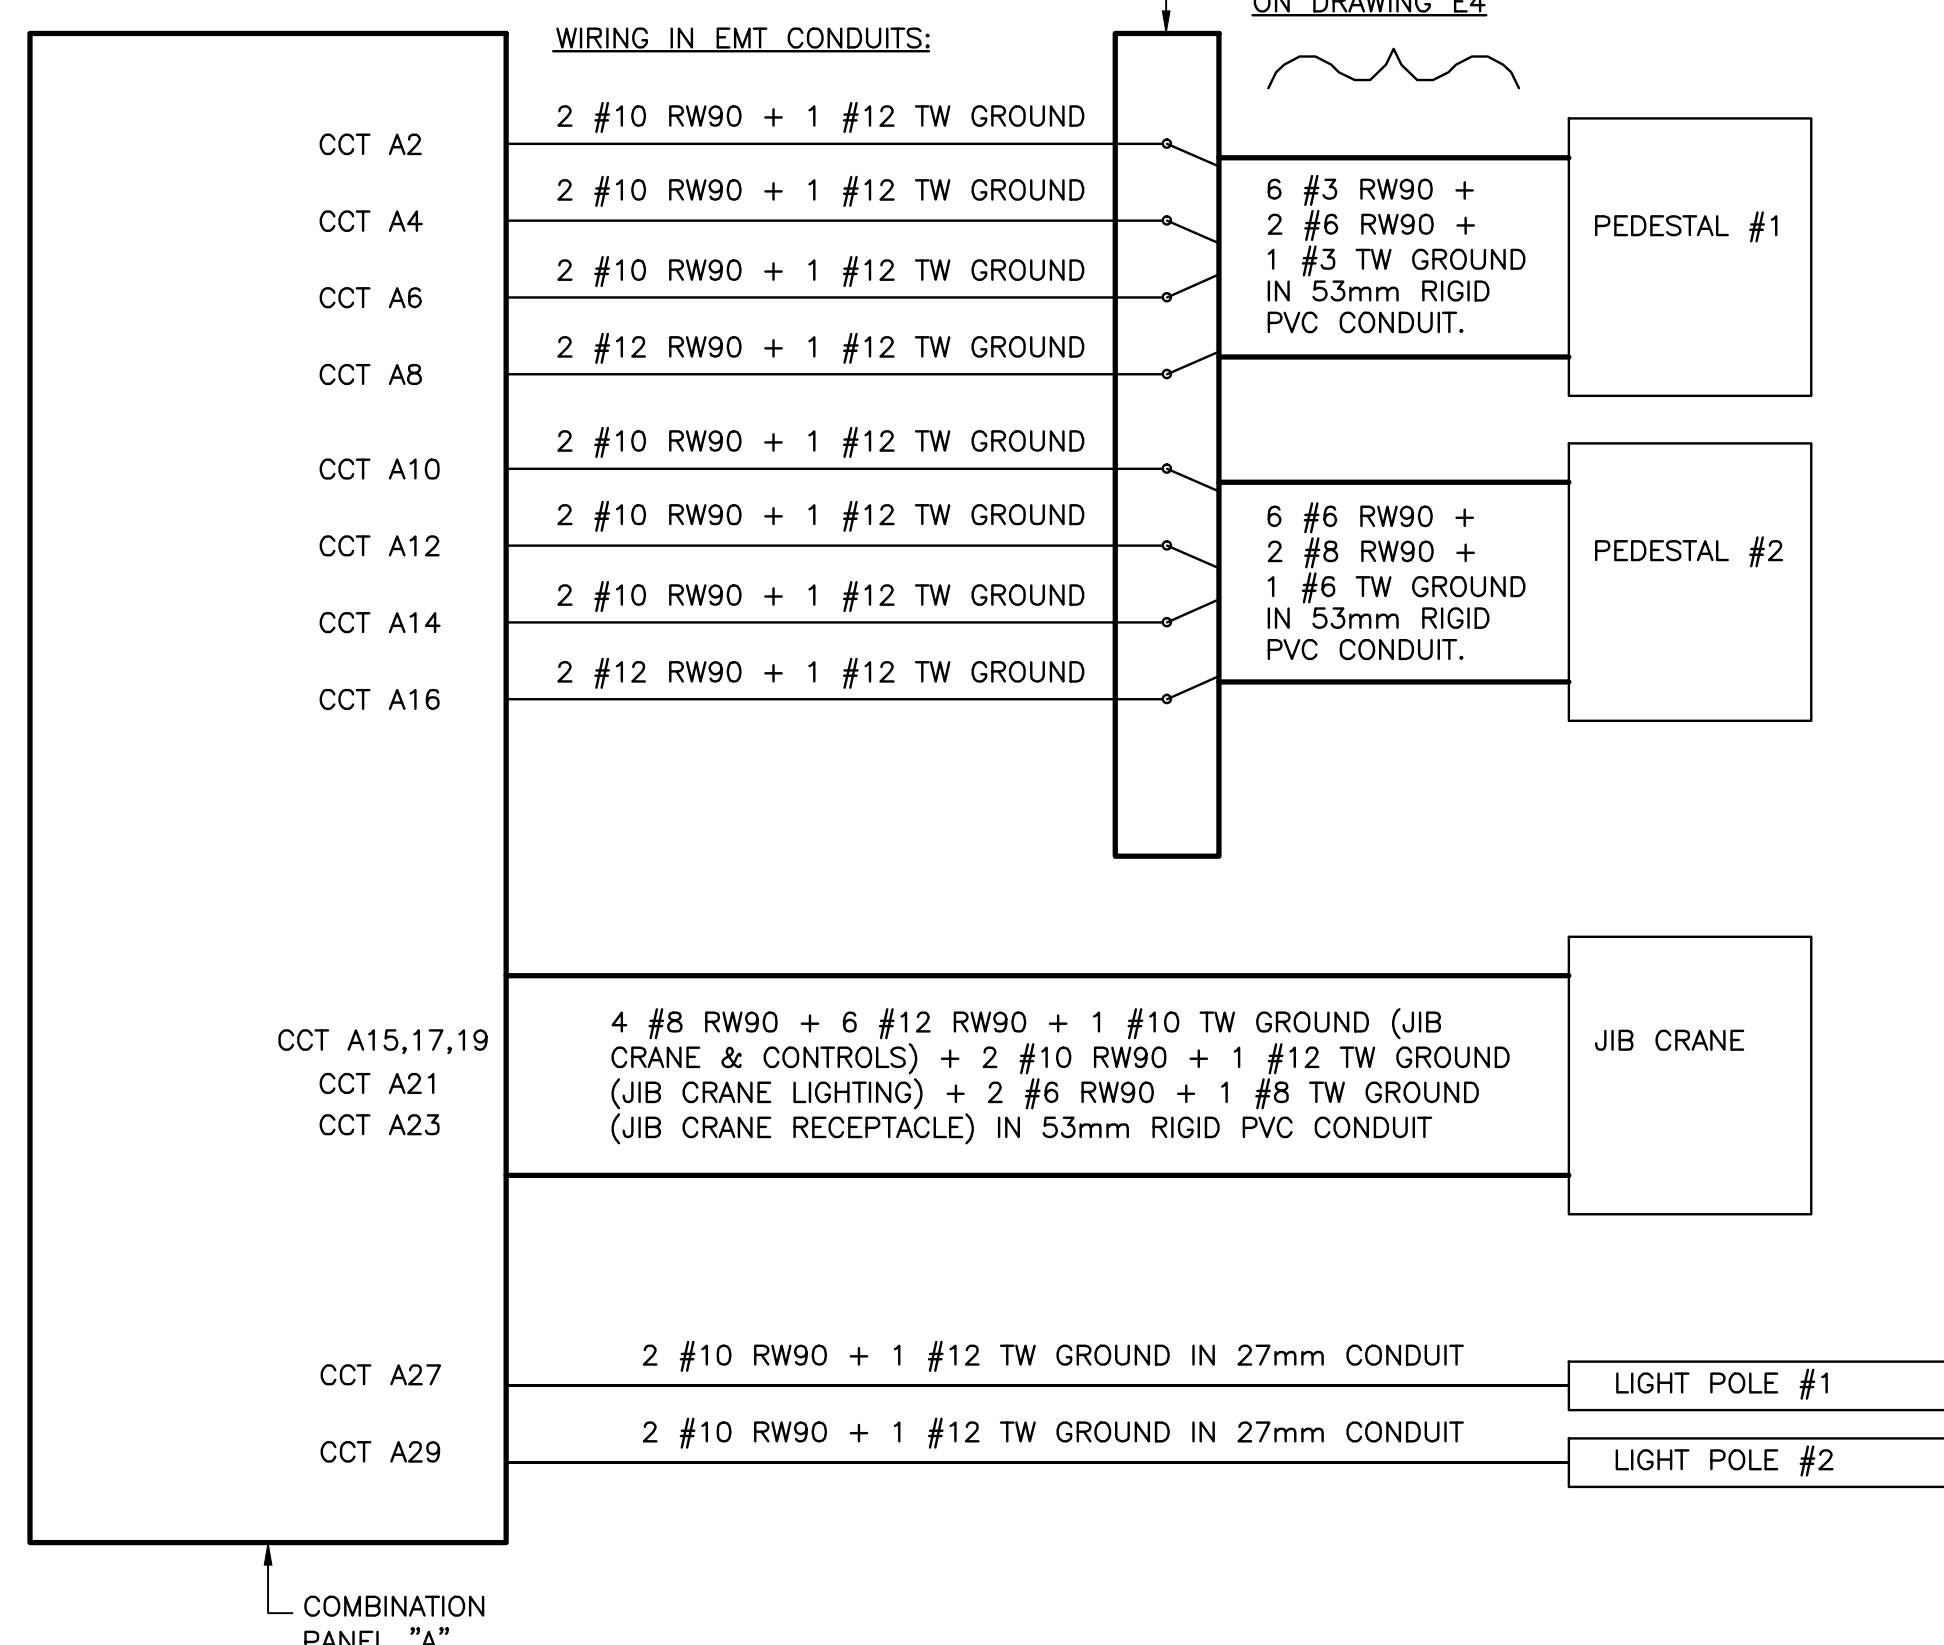 ON DRAWING E4
WIRING IN EMT CONDUITS:
2 #10 RW90 + 1 #12 TW GROUND
CCT A2
2 #10 RW90 + 1 #12 TW GROUND
CCT A4
2 #10 RW90 + 1 #12 TW GROUND
CCT A6
2 #12 RW90 + 1 #12 TW GROUND
CCT A8
6 #3 RW90 +
2 #6 RW90 +
1 #3 TW GROUND
IN 53mm RIGID
PVC CONDUIT.
PEDESTAL #1
2 #10 RW90 + 1 #12 TW GROUND
CCT A10
2 #10 RW90 + 1 #12 TW GROUND
CCT A12
2 #10 RW90 + 1 #12 TW GROUND
CCT A14
2 #12 RW90 + 1 #12 TW GROUND
CCT A16
6 #6 RW90 +
2 #8 RW90 +
1 #6 TW GROUND
IN 53mm RIGID
PVC CONDUIT.
PEDESTAL #2
CCT A15,17,19
CCT A21
CCT A23
4 #8 RW90 + 6 #12 RW90 + 1 #10 TW GROUND (JIB
CRANE & CONTROLS) + 2 #10 RW90 + 1 #12 TW GROUND
(JIB CRANE LIGHTING) + 2 #6 RW90 + 1 #8 TW GROUND
(JIB CRANE RECEPTACLE) IN 53mm RIGID PVC CONDUIT
JIB CRANE
2 #10 RW90 + 1 #12 TW GROUND IN 27mm CONDUIT
CCT A27
LIGHT POLE #1
2 #10 RW90 + 1 #12 TW GROUND IN 27mm CONDUIT
CCT A29
LIGHT POLE #2
COMBINATION
PANEL "A"